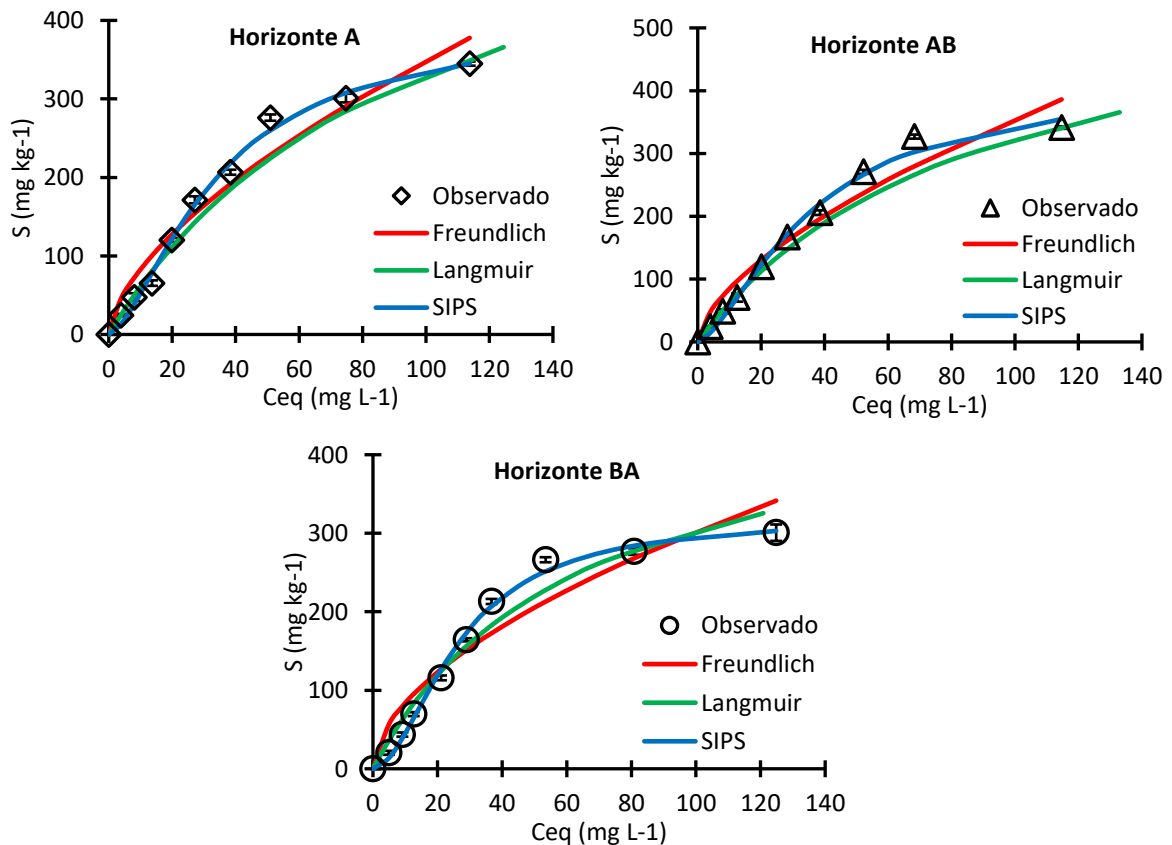 Horizonte A
S (mg kg-1)
400
300
200
100
0
Observado
Freundlich
Langmuir
SIPS
0 20 40 60 80 100 120 140
Ceq (mg L-1)
Horizonte AB
S (mg kg-1)
500
400
300
200
100
0
Observado
Freundlich
Langmuir
SIPS
0 20 40 60 80 100 120 140
Ceq (mg L-1)
Horizonte BA
S (mg kg-1)
400
300
200
100
0
Observado
Freundlich
Langmuir
SIPS
0 20 40 60 80 100 120 140
Ceq (mg L-1)